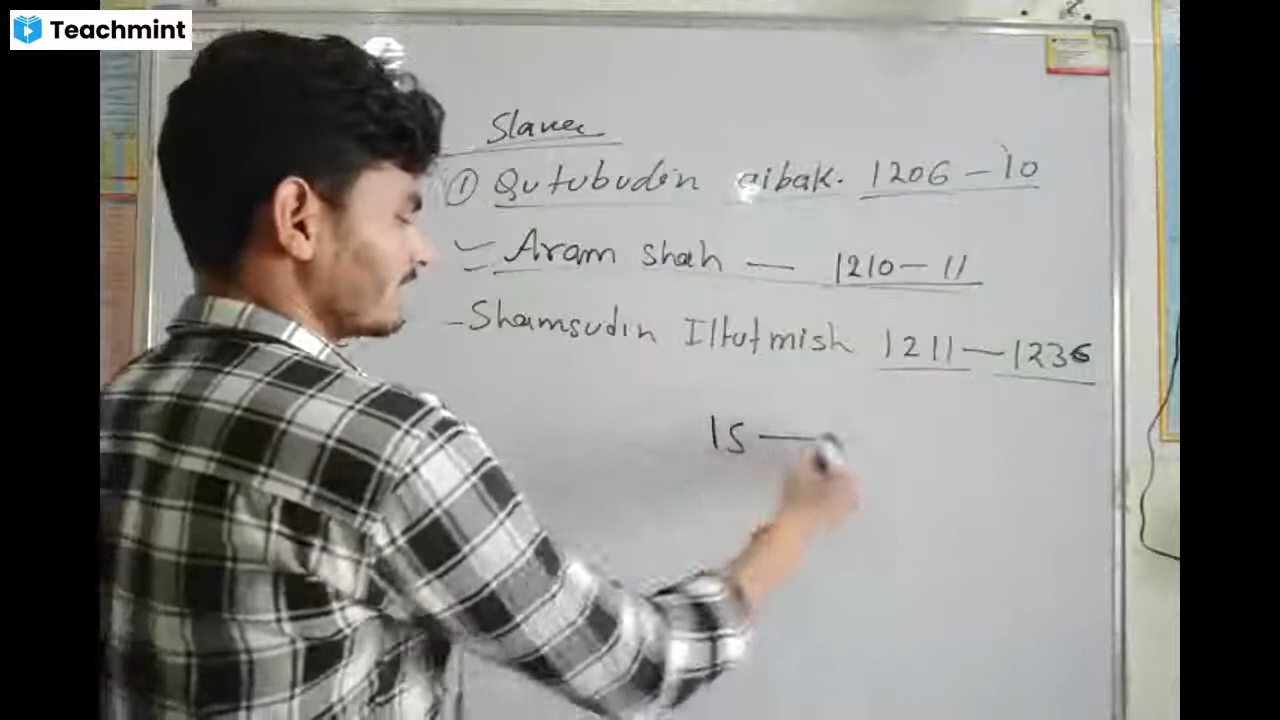 Teachmint
Slave
① Qutubudin aibak. 1206 - 10
Aram shah — 1210 - 11
- Shamsudin Iltutmish 1211 — 1236
15 —